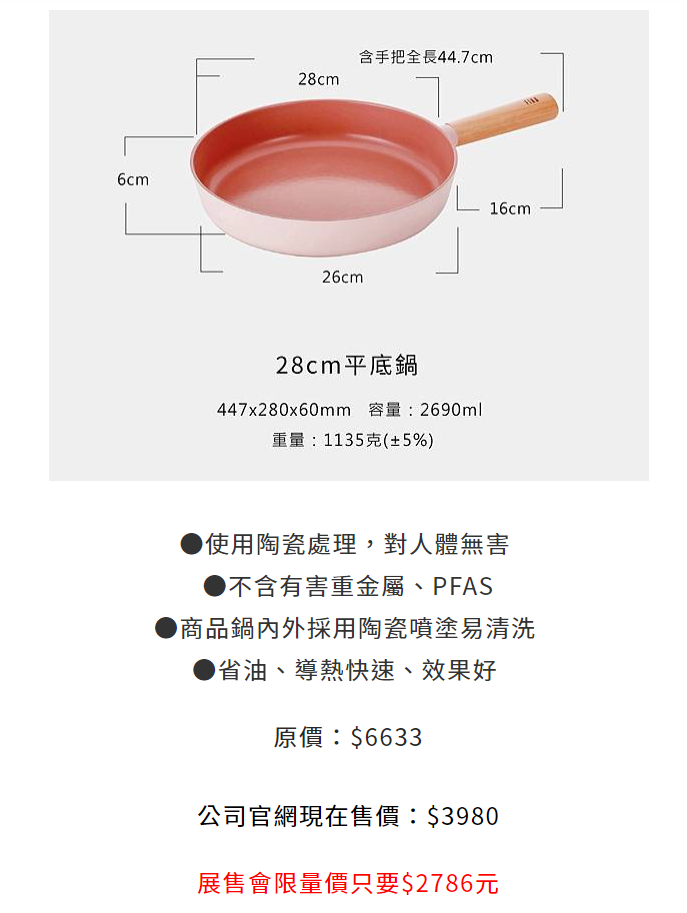 含手把全長44.7cm
28cm
6cm
16cm
26cm
28cm平底鍋
447x280x60mm 容量：2690ml
重量：1135克(±5%)
●使用陶瓷處理，對人體無害
●不含有害重金屬、PFAS
●商品鍋內外採用陶瓷噴塗易清洗
●省油、導熱快速、效果好
原價：$6633
公司官網現在售價：$3980
展售會限量價只要$2786元